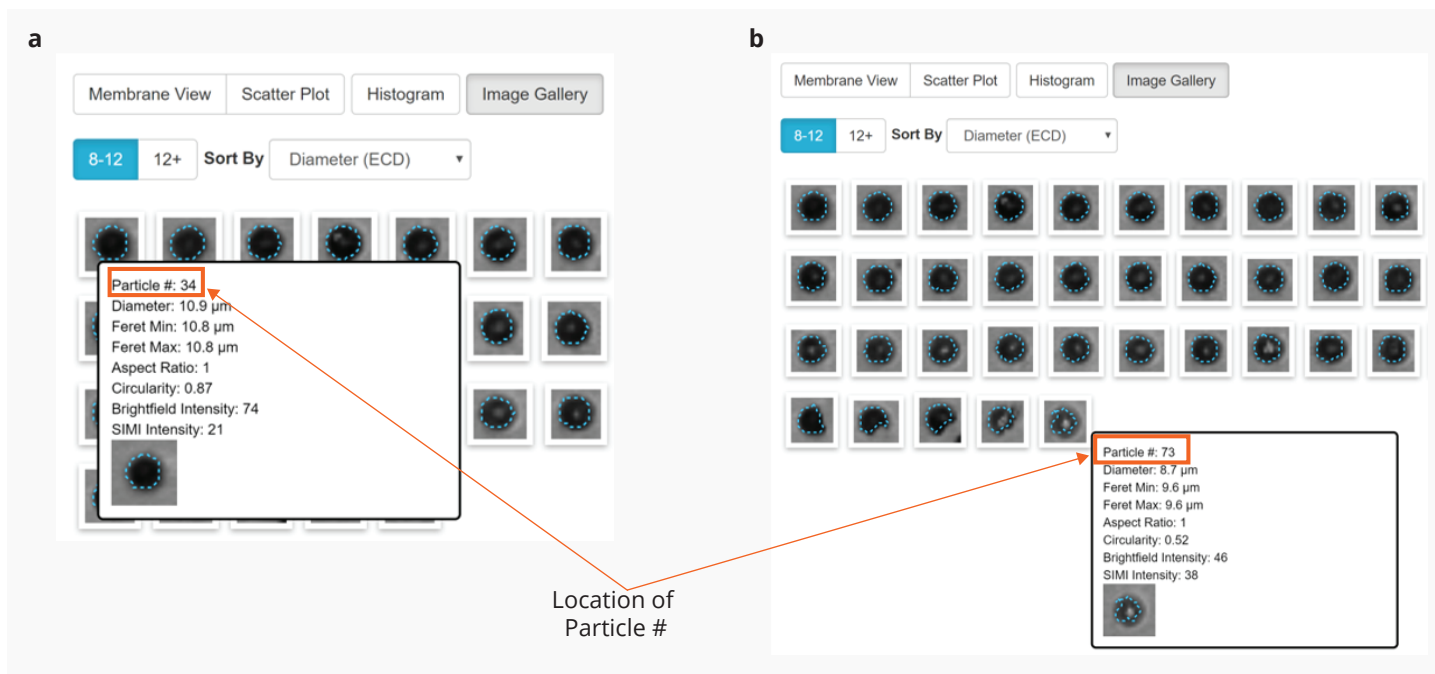 a
Membrane View Scatter Plot Histogram Image Gallery
8-12 12+ Sort By Diameter (ECD)
Particle #: 34
Diameter: 10.9 µm
Feret Min: 10.8 µm
Feret Max: 10.8 µm
Aspect Ratio: 1
Circularity: 0.87
Brightfield Intensity: 74
SIMI Intensity: 21
b
Membrane View Scatter Plot Histogram Image Gallery
8-12 12+ Sort By Diameter (ECD)
Particle #: 73
Diameter: 8.7 µm
Feret Min: 9.6 µm
Feret Max: 9.6 µm
Aspect Ratio: 1
Circularity: 0.52
Brightfield Intensity: 46
SIMI Intensity: 38
Location of
Particle #